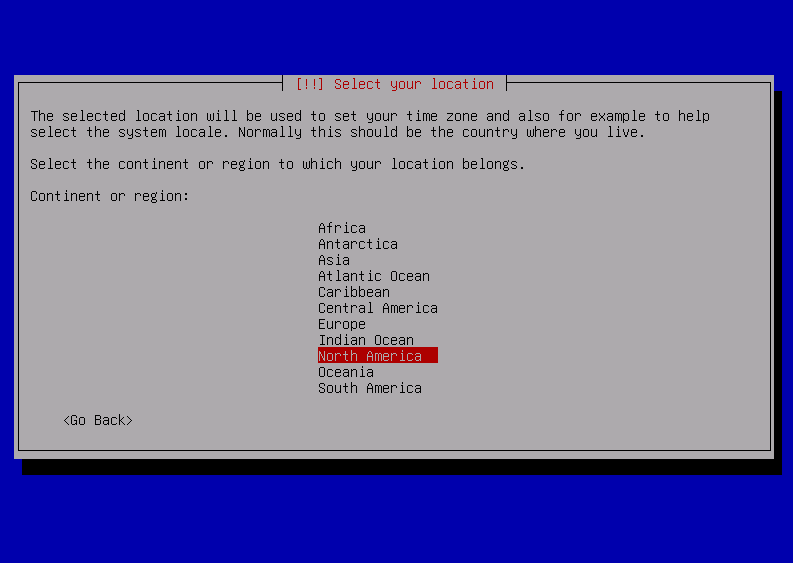 [!!] Select your location
The selected location will be used to set your time zone and also for example to help
select the system locale. Normally this should be the country where you live.
Select the continent or region to which your location belongs.
Continent or region:
Africa
Antarctica
Asia
Atlantic Ocean
Caribbean
Central America
Europe
Indian Ocean
North America
Oceania
South America
<Go Back>